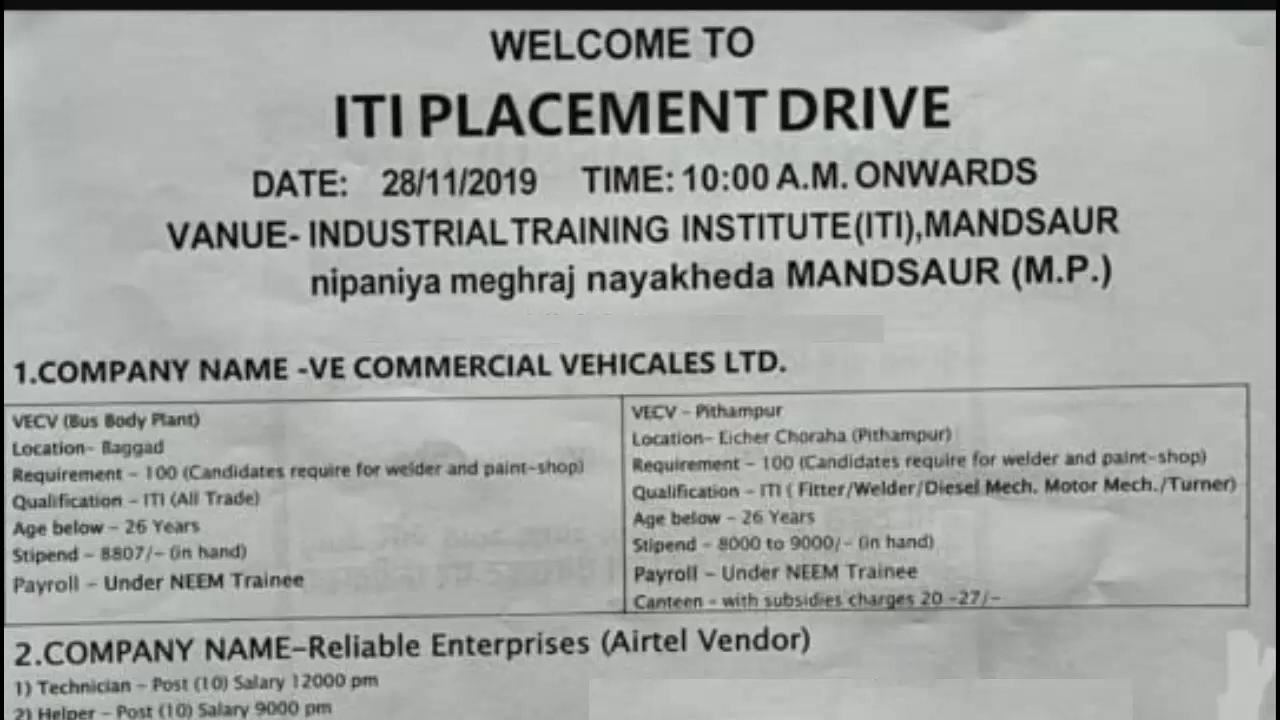 WELCOME TO
ITI PLACEMENT DRIVE
DATE: 28/11/2019 TIME: 10:00 A.M. ONWARDS
VANUE- INDUSTRIAL TRAINING INSTITUTE(ITI),MANDSAUR
nipaniya meghraj nayakheda MANDSAUR (M.P.)
1.COMPANY NAME -VE COMMERCIAL VEHICALES LTD.
VECV (Bus Body Plant)
Location- Baggad
Requirement - 100 (Candidates require for welder and paint-shop)
Qualification - ITI (All Trade)
Age below - 26 Years
Stipend - 8807/- (in hand)
Payroll - Under NEEM Trainee
VECV - Pithampur
Location- Eicher Choraha (Pithampur)
Requirement - 100 (Candidates require for welder and paint-shop)
Qualification - ITI ( Fitter/Welder/Diesel Mech. Motor Mech./Turner)
Age below - 26 Years
Stipend - 8000 to 9000/- (in hand)
Payroll - Under NEEM Trainee
Canteen - with subsidies charges 20 -27/-
2.COMPANY NAME-Reliable Enterprises (Airtel Vendor)
1) Technician - Post (10) Salary 12000 pm
2) Helper - Post (10) Salary 9000 pm